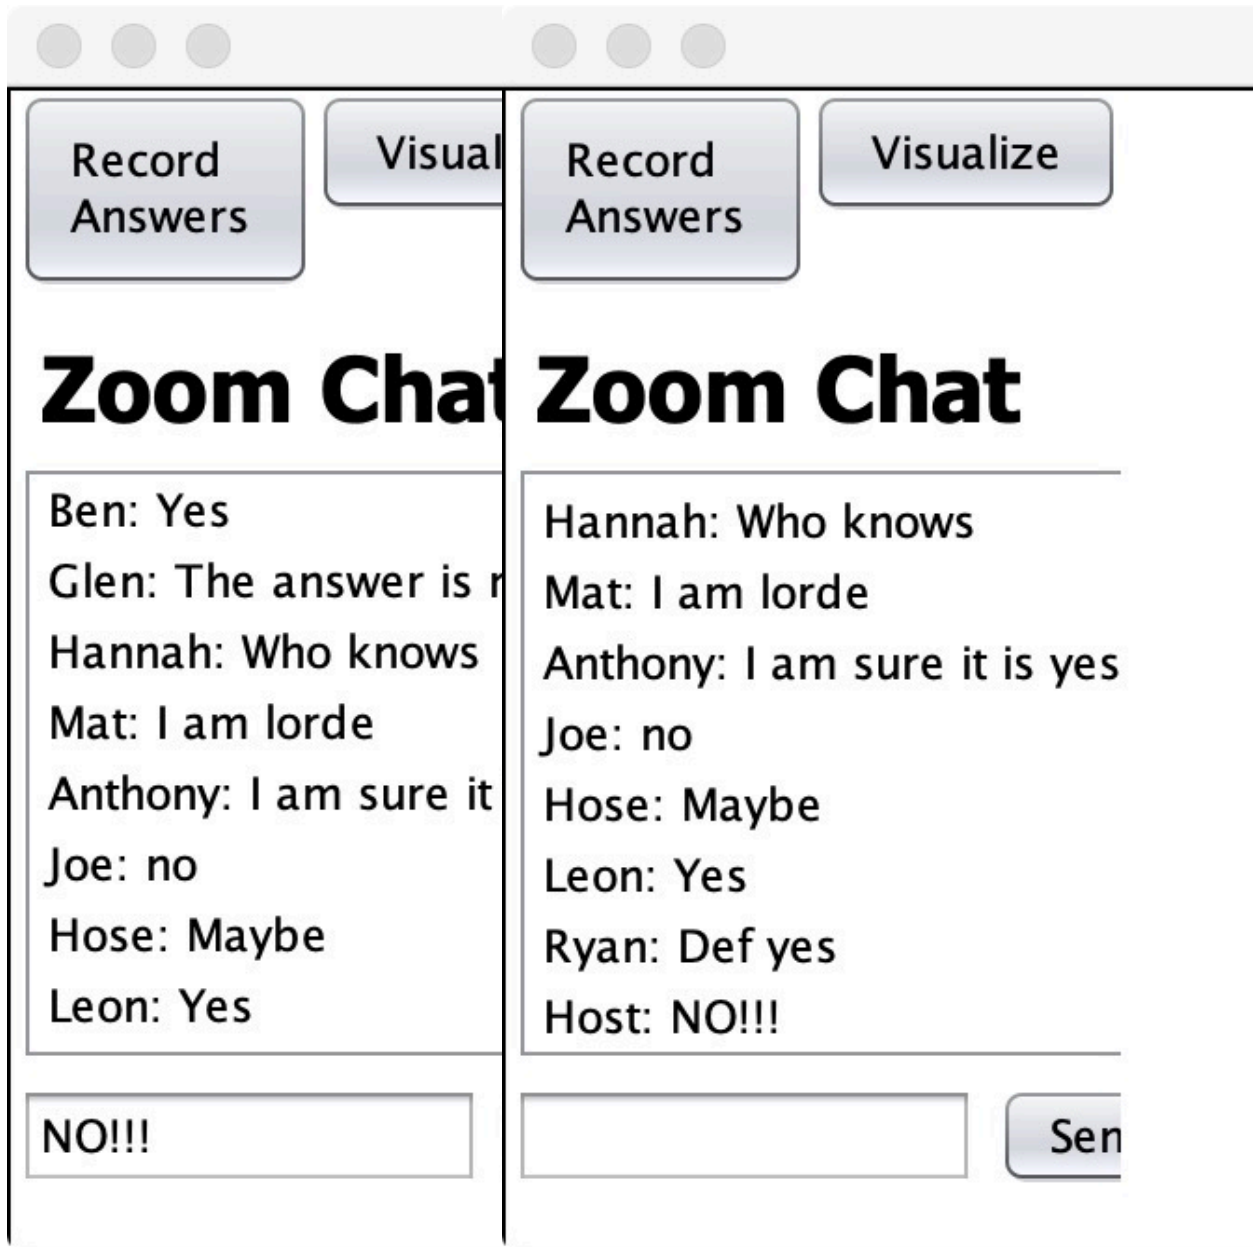 Record
Answers
Zoom Chat
Ben: Yes
Glen: The answer is
Hannah: Who knows
Mat: I am lorde
Anthony: I am sure it
Joe: no
Hose: Maybe
Leon: Yes
NO!!!
Record
Answers
Visualize
Zoom Chat
Hannah: Who knows
Mat: I am lorde
Anthony: I am sure it is yes
Joe: no
Hose: Maybe
Leon: Yes
Ryan: Def yes
Host: NO!!!